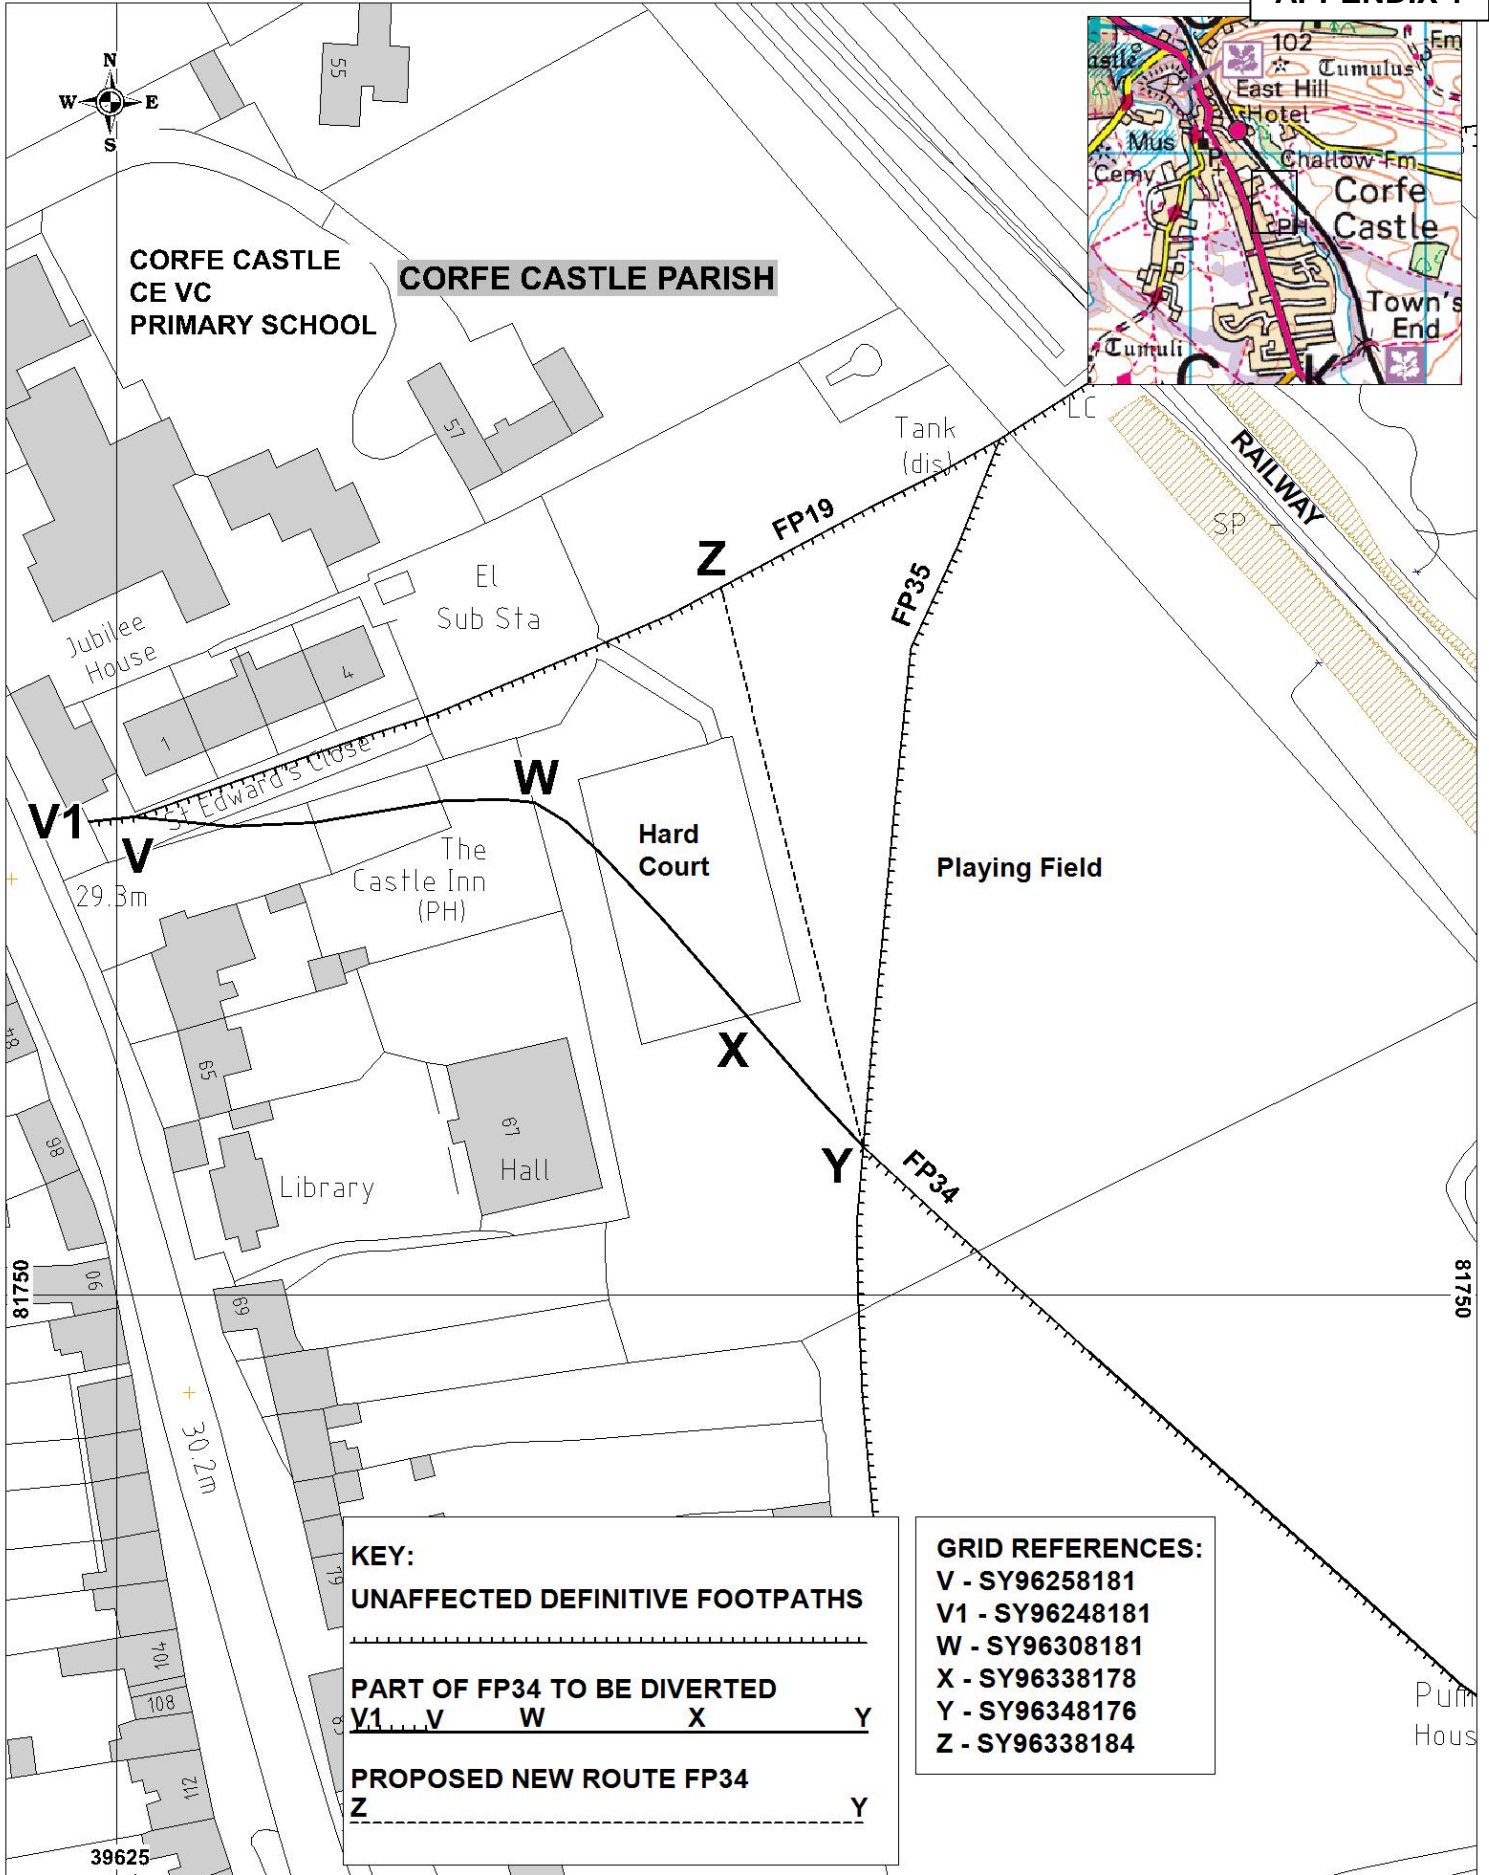 N
W E
S
55
102
Tumulus
East Hill
Hotel
Mus
P
Challow Fm
Cemy
Corfe
Castle
PH
Town's
End
Tumuli
CORFE CASTLE
CE VC
PRIMARY SCHOOL
CORFE CASTLE PARISH
57
Tank
(dis)
LC
RAILWAY
SP
FP19
Z
FP35
El
Sub Sta
Jubilee
House
4
1
St Edward's Close
V1
V
W
Hard
Court
Playing Field
The
Castle Inn
(PH)
29.3m
X
65
67
Hall
Library
98
Y
FP34
81750
81750
90
69
30.2m
79
104
108
112
39625
KEY:
UNAFFECTED DEFINITIVE FOOTPATHS
PART OF FP34 TO BE DIVERTED
V1 V W X Y
PROPOSED NEW ROUTE FP34
Z Y
GRID REFERENCES:
V - SY96258181
V1 - SY96248181
W - SY96308181
X - SY96338178
Y - SY96348176
Z - SY96338184